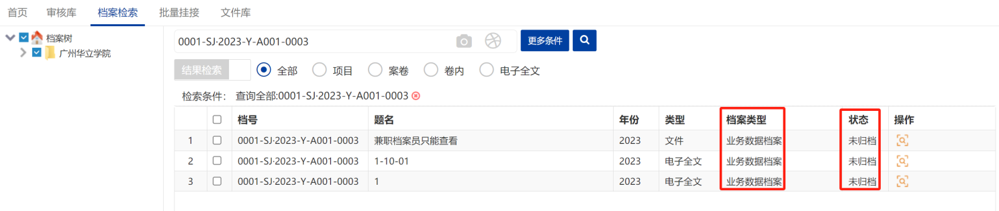 首页 审核库 档案检索 批量挂接 文件库
档案树
广州华立学院
0001-SJ·2023-Y-A001-0003 更多条件
结果检索 全部 项目 案卷 卷内 电子全文
检索条件: 查询全部:0001-SJ·2023-Y-A001-0003
档号 题名 年份 类型 档案类型 状态 操作
1 0001-SJ·2023-Y-A001-0003 兼职档案员只能查看 2023 文件 业务数据档案 未归档
2 0001-SJ·2023-Y-A001-0003 1-10-01 2023 电子全文 业务数据档案 未归档
3 0001-SJ·2023-Y-A001-0003 1 2023 电子全文 业务数据档案 未归档